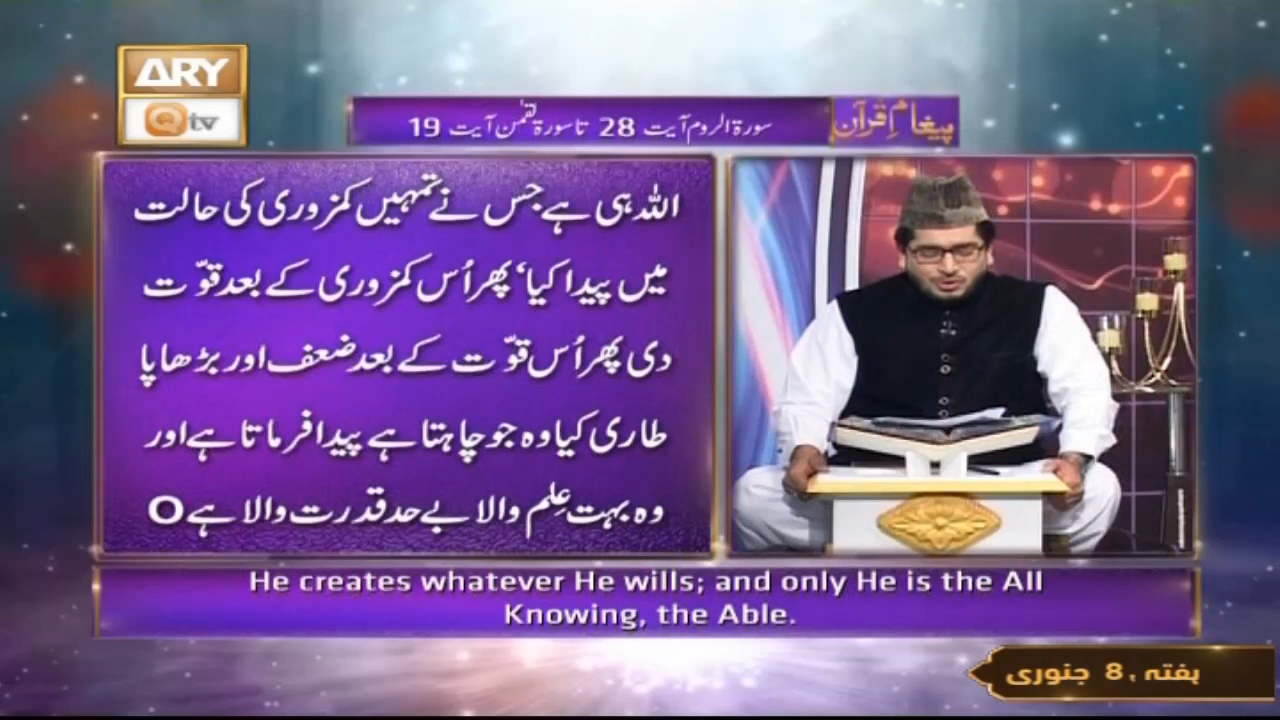 ARY
Qtv
پیغامِ قرآن
سورۃ الروم آیت 28 تا سورۃ لقمٰن آیت 19
اللہ ہی ہے جس نے تمہیں کمزوری کی حالت
میں پیدا کیا، پھر اُس کمزوری کے بعد قوّت
دی پھر اُس قوّت کے بعد ضعف اور بڑھاپا
طاری کیا وہ جو چاہتا ہے پیدا فرماتا ہے اور
وہ بہت عِلم والا بے حد قدرت والا ہے O
He creates whatever He wills; and only He is the All
Knowing, the Able.
ہفتہ، 8 جنوری